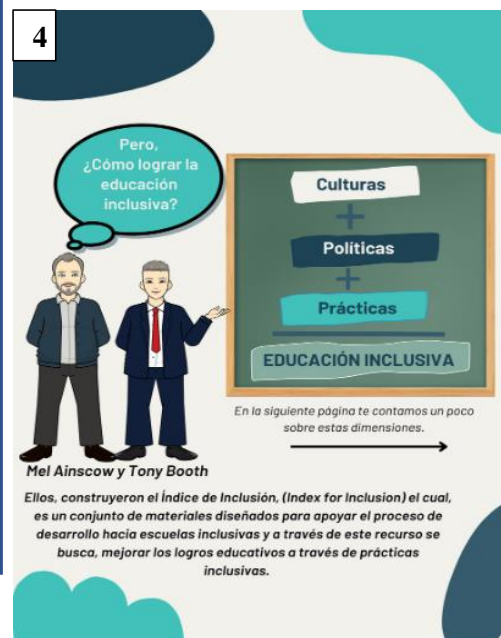 4
Pero,
¿Cómo lograr la
educación
inclusiva?
Culturas
+
Políticas
+
Prácticas
EDUCACIÓN INCLUSIVA
En la siguiente página te contamos un poco
sobre estas dimensiones.
Mel Ainscow y Tony Booth
Ellos, construyeron el Índice de Inclusión, (Index for Inclusion) el cual,
es un conjunto de materiales diseñados para apoyar el proceso de
desarrollo hacia escuelas inclusivas y a través de este recurso se
busca, mejorar los logros educativos a través de prácticas
inclusivas.